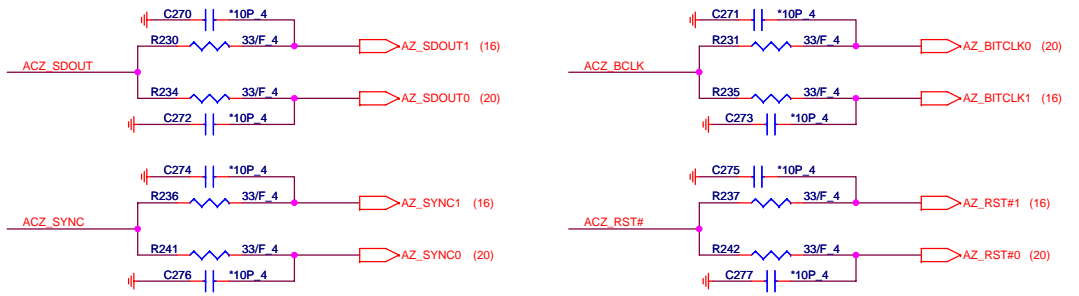 C270 *10P_4
R230 33/F_4 AZ_SDOUT1 (16)
ACZ_SDOUT
R234 33/F_4 AZ_SDOUT0 (20)
C272 *10P_4
C271 *10P_4
R231 33/F_4 AZ_BITCLK0 (20)
ACZ_BCLK
R235 33/F_4 AZ_BITCLK1 (16)
C273 *10P_4
C274 *10P_4
R236 33/F_4 AZ_SYNC1 (16)
ACZ_SYNC
R241 33/F_4 AZ_SYNC0 (20)
C276 *10P_4
C275 *10P_4
R237 33/F_4 AZ_RST#1 (16)
ACZ_RST#
R242 33/F_4 AZ_RST#0 (20)
C277 *10P_4